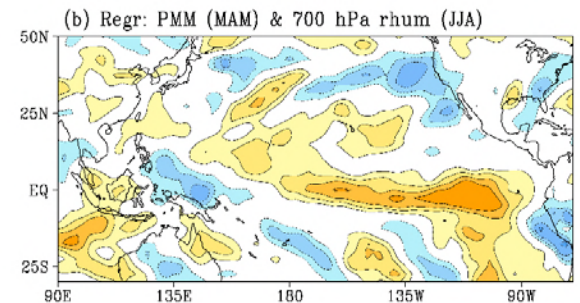 (b) Regr: PMM (MAM) & 700 hPa rhum (JJA)
50N
25N
EQ
25S
90E 135E 180 135W 90W